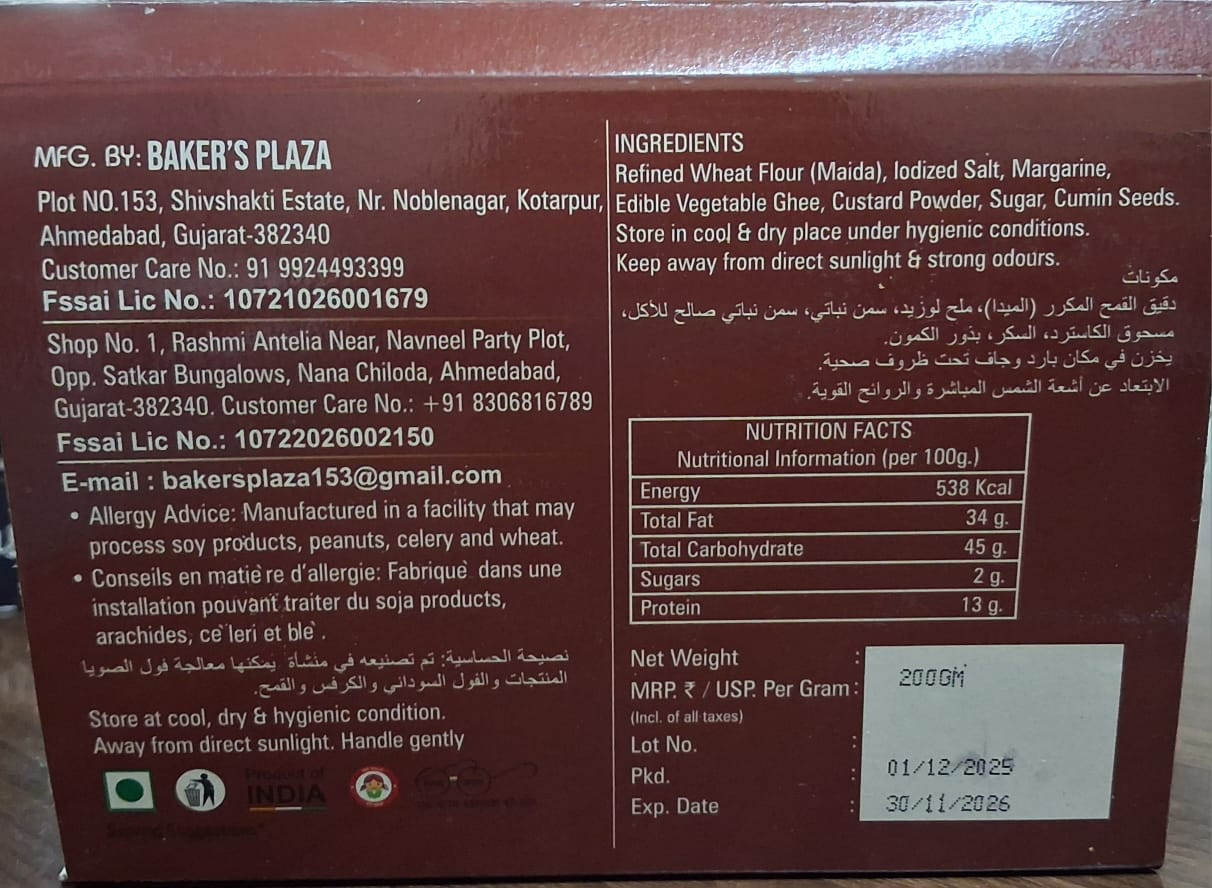 MFG. BY: BAKER'S PLAZA
Plot NO.153, Shivshakti Estate, Nr. Noblenagar, Kotarpur,
Ahmedabad, Gujarat-382340
Customer Care No.: 91 9924493399
Fssai Lic No.: 10721026001679
Shop No. 1, Rashmi Antelia Near, Navneel Party Plot,
Opp. Satkar Bungalows, Nana Chiloda, Ahmedabad,
Gujarat-382340. Customer Care No.: +91 8306816789
Fssai Lic No.: 10722026002150
E-mail : bakersplaza153@gmail.com
• Allergy Advice: Manufactured in a facility that may
process soy products, peanuts, celery and wheat.
• Conseils en matie`re d'allergie: Fabrique` dans une
installation pouvant traiter du soja products,
arachides, ce`leri et ble`.
نصيحة الحساسية: تم تصنيعه في منشأة يمكنها معالجة فول الصويا
المنتجات و الفول السوداني و الكرفس و القمح.
Store at cool, dry & hygienic condition.
Away from direct sunlight. Handle gently
Product of
INDIA
Serving Suggestions*
INGREDIENTS
Refined Wheat Flour (Maida), Iodized Salt, Margarine,
Edible Vegetable Ghee, Custard Powder, Sugar, Cumin Seeds.
Store in cool & dry place under hygienic conditions.
Keep away from direct sunlight & strong odours.
مكونات
دقيق القمح المكرر (الميدا)، ملح لوزيد، سمن نباتي، سمن نباتي صالح للأكل،
مسحوق الكاسترد، السكر، بذور الكمون.
يخزن في مكان بارد وجاف تحت ظروف صحية.
الابتعاد عن أشعة الشمس المباشرة والروائح القوية.
NUTRITION FACTS
Nutritional Information (per 100g.)
Energy 538 Kcal
Total Fat 34 g.
Total Carbohydrate 45 g.
Sugars 2 g.
Protein 13 g.
Net Weight : 200GM
MRP. ₹ / USP. Per Gram :
(Incl. of all taxes)
Lot No. :
Pkd. : 01/12/2025
Exp. Date : 30/11/2026